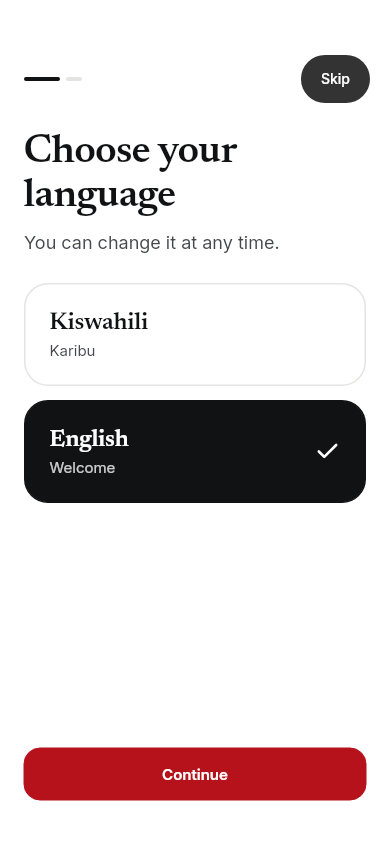 Skip
Choose your
language
You can change it at any time.
Kiswahili
Karibu
English
Welcome
Continue